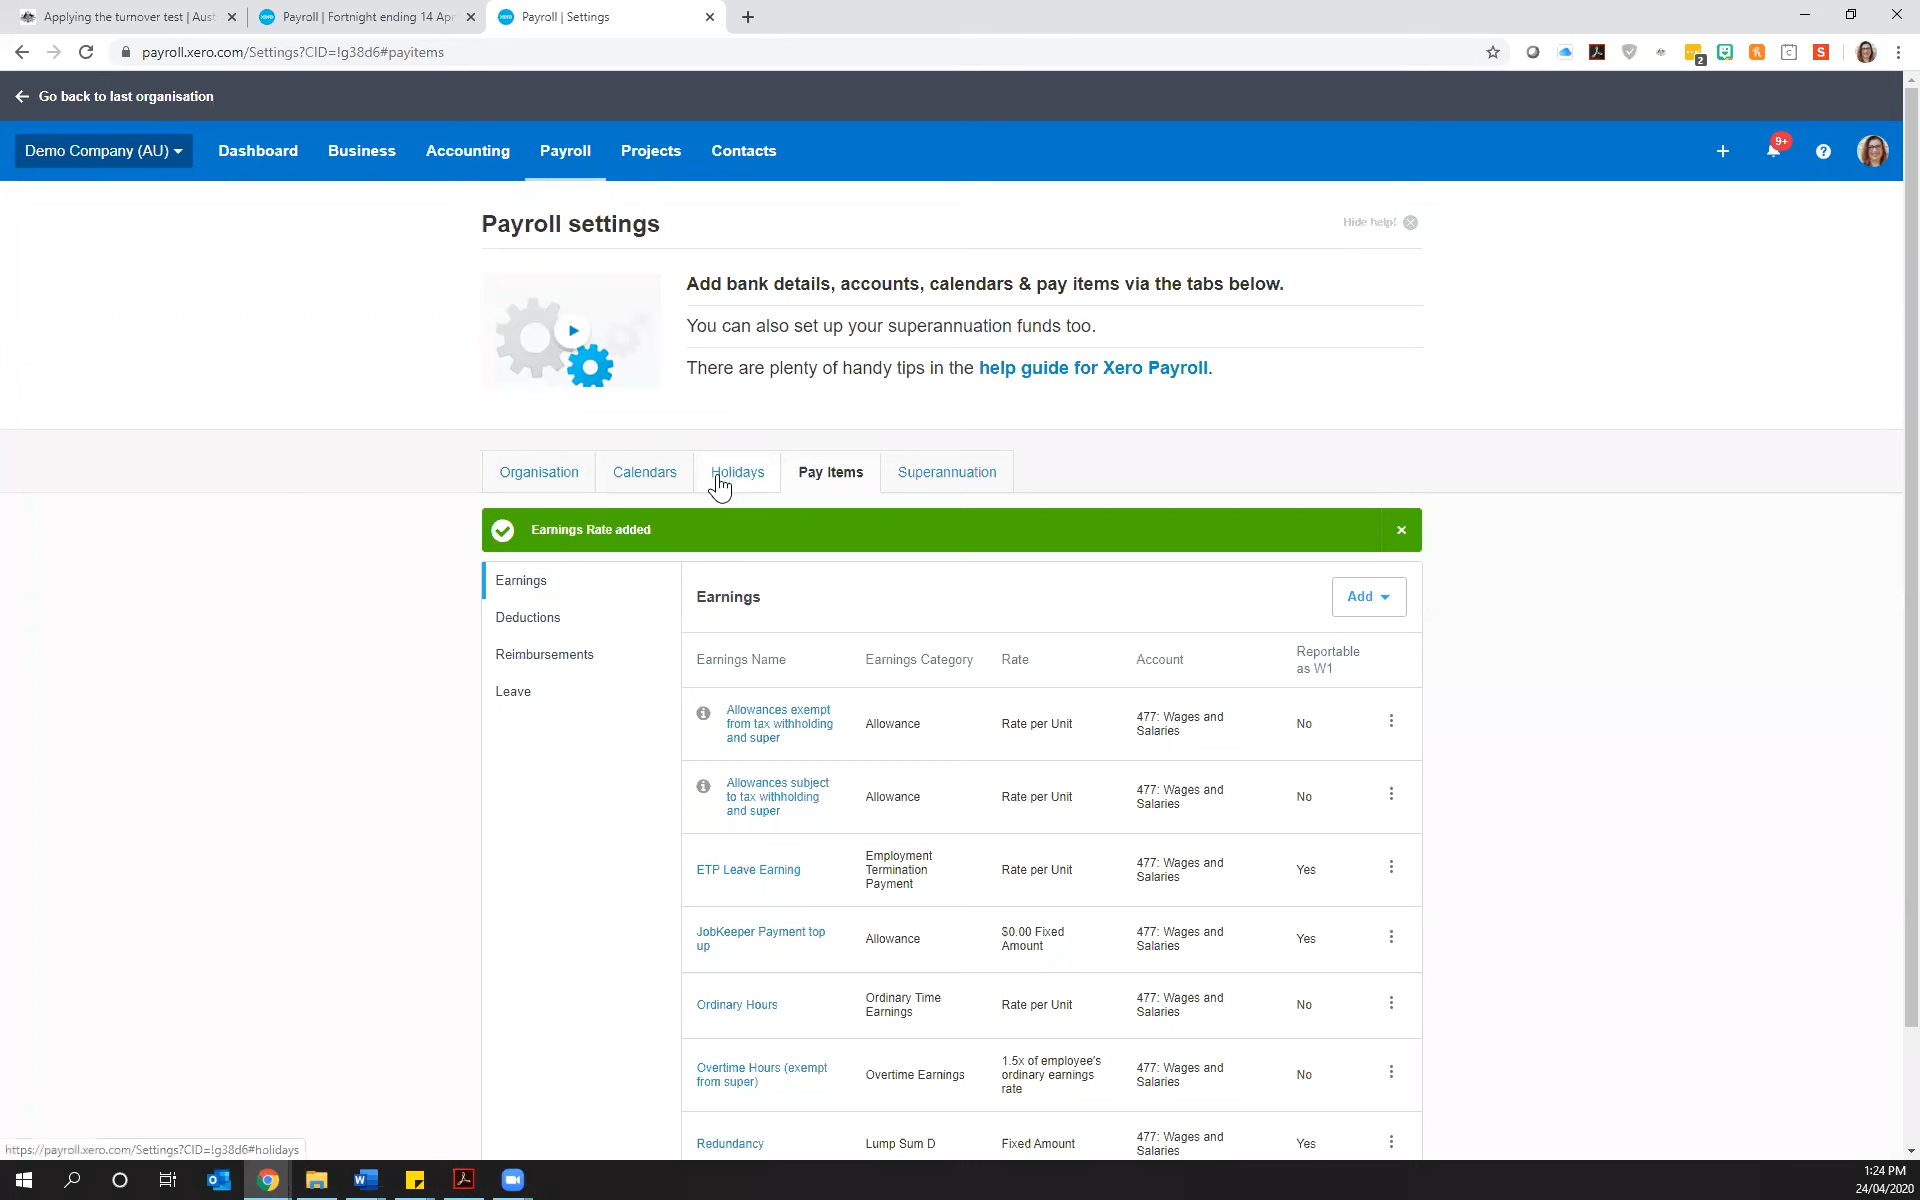 Applying the turnover test | Aus
Payroll | Fortnight ending 14 Apr
Payroll | Settings
payroll.xero.com/Settings?CID=!g38d6#payitems
2
Go back to last organisation
Demo Company (AU)
Dashboard
Business
Accounting
Payroll
Projects
Contacts
9+
Payroll settings
Hide help!
Add bank details, accounts, calendars & pay items via the tabs below.
You can also set up your superannuation funds too.
There are plenty of handy tips in the help guide for Xero Payroll.
Organisation
Calendars
Holidays
Pay Items
Superannuation
Earnings Rate added
Earnings
Deductions
Reimbursements
Leave
Earnings
Add
Earnings Name
Earnings Category
Rate
Account
Reportable
as W1
Allowances exempt
from tax withholding
and super
Allowance
Rate per Unit
477: Wages and
Salaries
No
Allowances subject
to tax withholding
and super
Allowance
Rate per Unit
477: Wages and
Salaries
No
ETP Leave Earning
Employment
Termination
Payment
Rate per Unit
477: Wages and
Salaries
Yes
JobKeeper Payment top
up
Allowance
$0.00 Fixed
Amount
477: Wages and
Salaries
Yes
Ordinary Hours
Ordinary Time
Earnings
Rate per Unit
477: Wages and
Salaries
No
Overtime Hours (exempt
from super)
Overtime Earnings
1.5x of employee's
ordinary earnings
rate
477: Wages and
Salaries
No
Redundancy
Lump Sum D
Fixed Amount
477: Wages and
Salaries
Yes
https://payroll.xero.com/Settings?CID=!g38d6#holidays
1:24 PM
24/04/2020